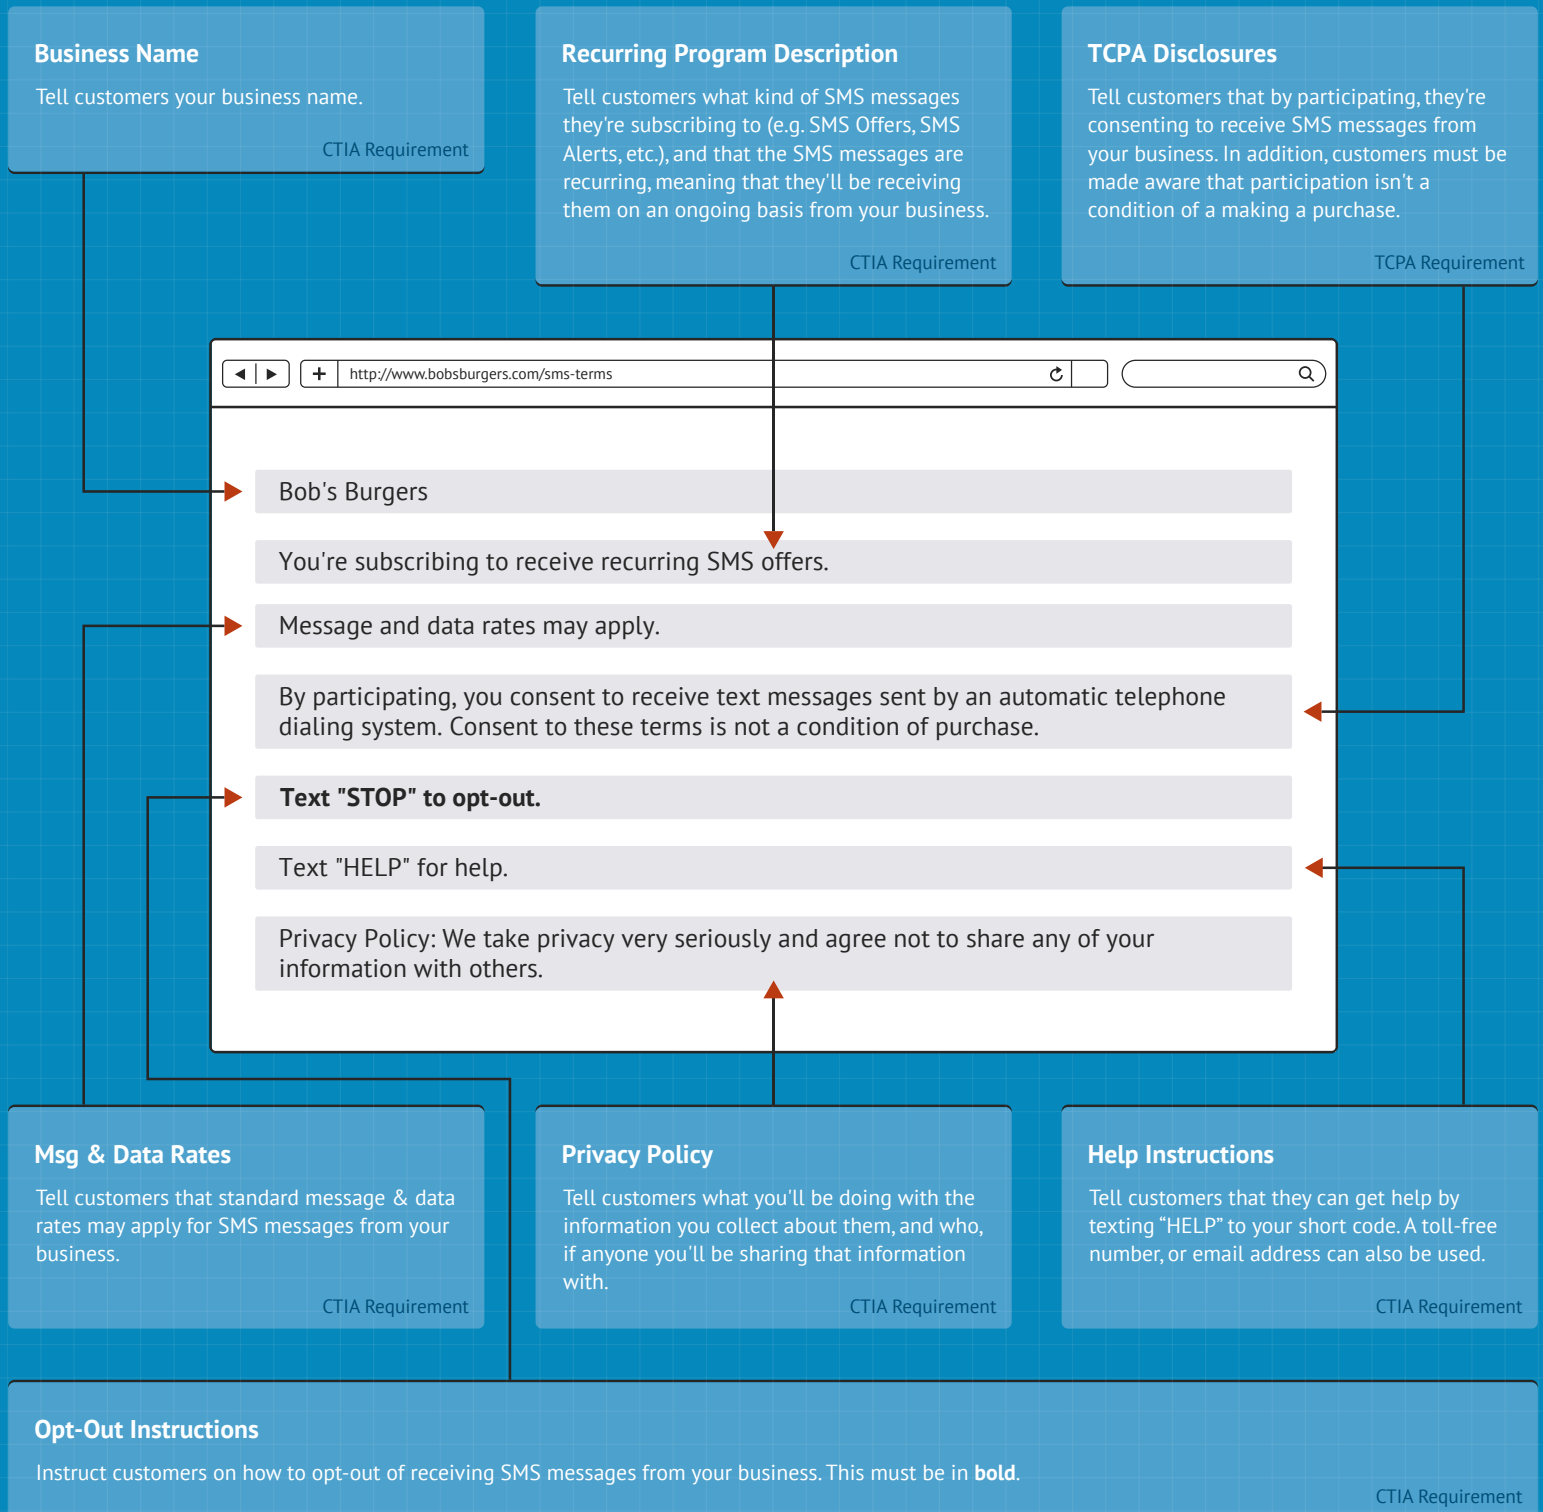 Business Name
Tell customers your business name.
CTIA Requirement
Recurring Program Description
Tell customers what kind of SMS messages
they're subscribing to (e.g. SMS Offers, SMS
Alerts, etc.), and that the SMS messages are
recurring, meaning that they'll be receiving
them on an ongoing basis from your business.
CTIA Requirement
TCPA Disclosures
Tell customers that by participating, they're
consenting to receive SMS messages from
your business. In addition, customers must be
made aware that participation isn't a
condition of a making a purchase.
TCPA Requirement
http://www.bobsburgers.com/sms-terms
Bob's Burgers
You're subscribing to receive recurring SMS offers.
Message and data rates may apply.
By participating, you consent to receive text messages sent by an automatic telephone
dialing system. Consent to these terms is not a condition of purchase.
Text "STOP" to opt-out.
Text "HELP" for help.
Privacy Policy: We take privacy very seriously and agree not to share any of your
information with others.
Msg & Data Rates
Tell customers that standard message & data
rates may apply for SMS messages from your
business.
CTIA Requirement
Privacy Policy
Tell customers what you'll be doing with the
information you collect about them, and who,
if anyone you'll be sharing that information
with.
CTIA Requirement
Help Instructions
Tell customers that they can get help by
texting “HELP” to your short code. A toll-free
number, or email address can also be used.
CTIA Requirement
Opt-Out Instructions
Instruct customers on how to opt-out of receiving SMS messages from your business. This must be in bold.
CTIA Requirement